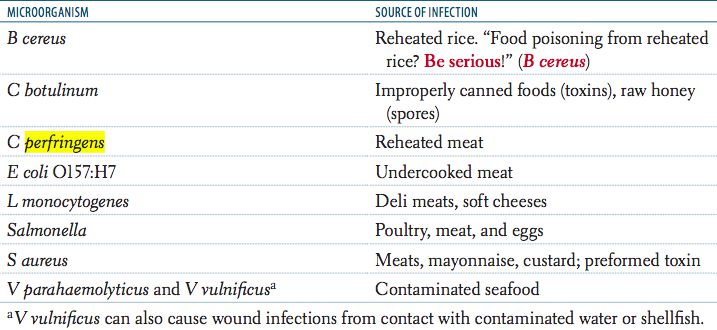 MICROORGANISM SOURCE OF INFECTION
B cereus Reheated rice. “Food poisoning from reheated
rice? Be serious!” (B cereus)
C botulinum Improperly canned foods (toxins), raw honey
(spores)
C perfringens Reheated meat
E coli O157:H7 Undercooked meat
L monocytogenes Deli meats, soft cheeses
Salmonella Poultry, meat, and eggs
S aureus Meats, mayonnaise, custard; preformed toxin
V parahaemolyticus and V vulnificusᵃ Contaminated seafood
ᵃV vulnificus can also cause wound infections from contact with contaminated water or shellfish.